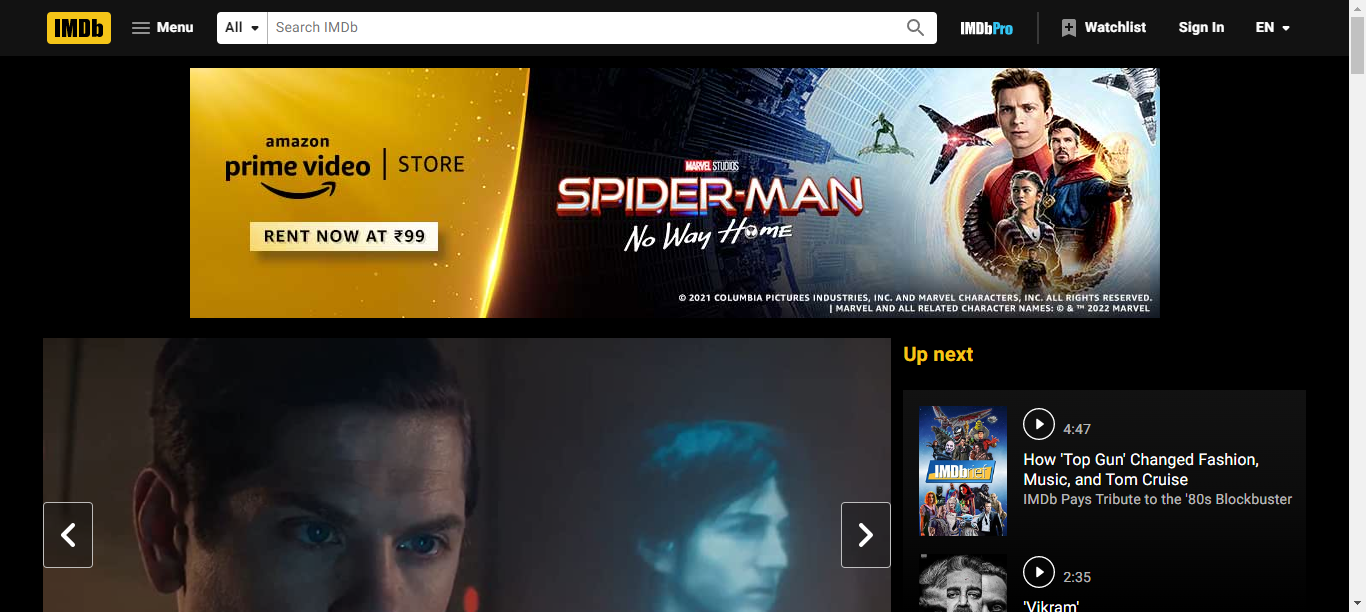 IMDb
Menu
All
Search IMDb
IMDbPro
Watchlist
Sign In
EN
amazon
prime video | STORE
RENT NOW AT ₹99
MARVEL STUDIOS
SPIDER-MAN
No Way Home
© 2021 COLUMBIA PICTURES INDUSTRIES, INC. AND MARVEL CHARACTERS, INC. ALL RIGHTS RESERVED.
| MARVEL AND ALL RELATED CHARACTER NAMES: © & ™ 2022 MARVEL
Up next
IMDbrief
4:47
How 'Top Gun' Changed Fashion,
Music, and Tom Cruise
IMDb Pays Tribute to the '80s Blockbuster
2:35
'Vikram'